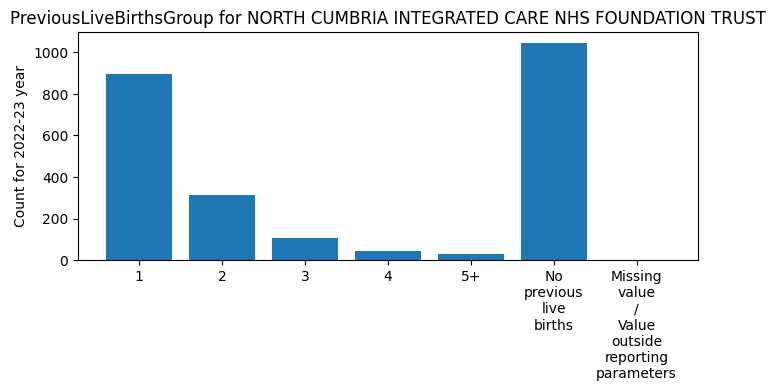 PreviousLiveBirthsGroup for NORTH CUMBRIA INTEGRATED CARE NHS FOUNDATION TRUST
Count for 2022-23 year
1000
800
600
400
200
0
1
2
3
4
5+
No
previous
live
births
Missing
value
/
Value
outside
reporting
parameters